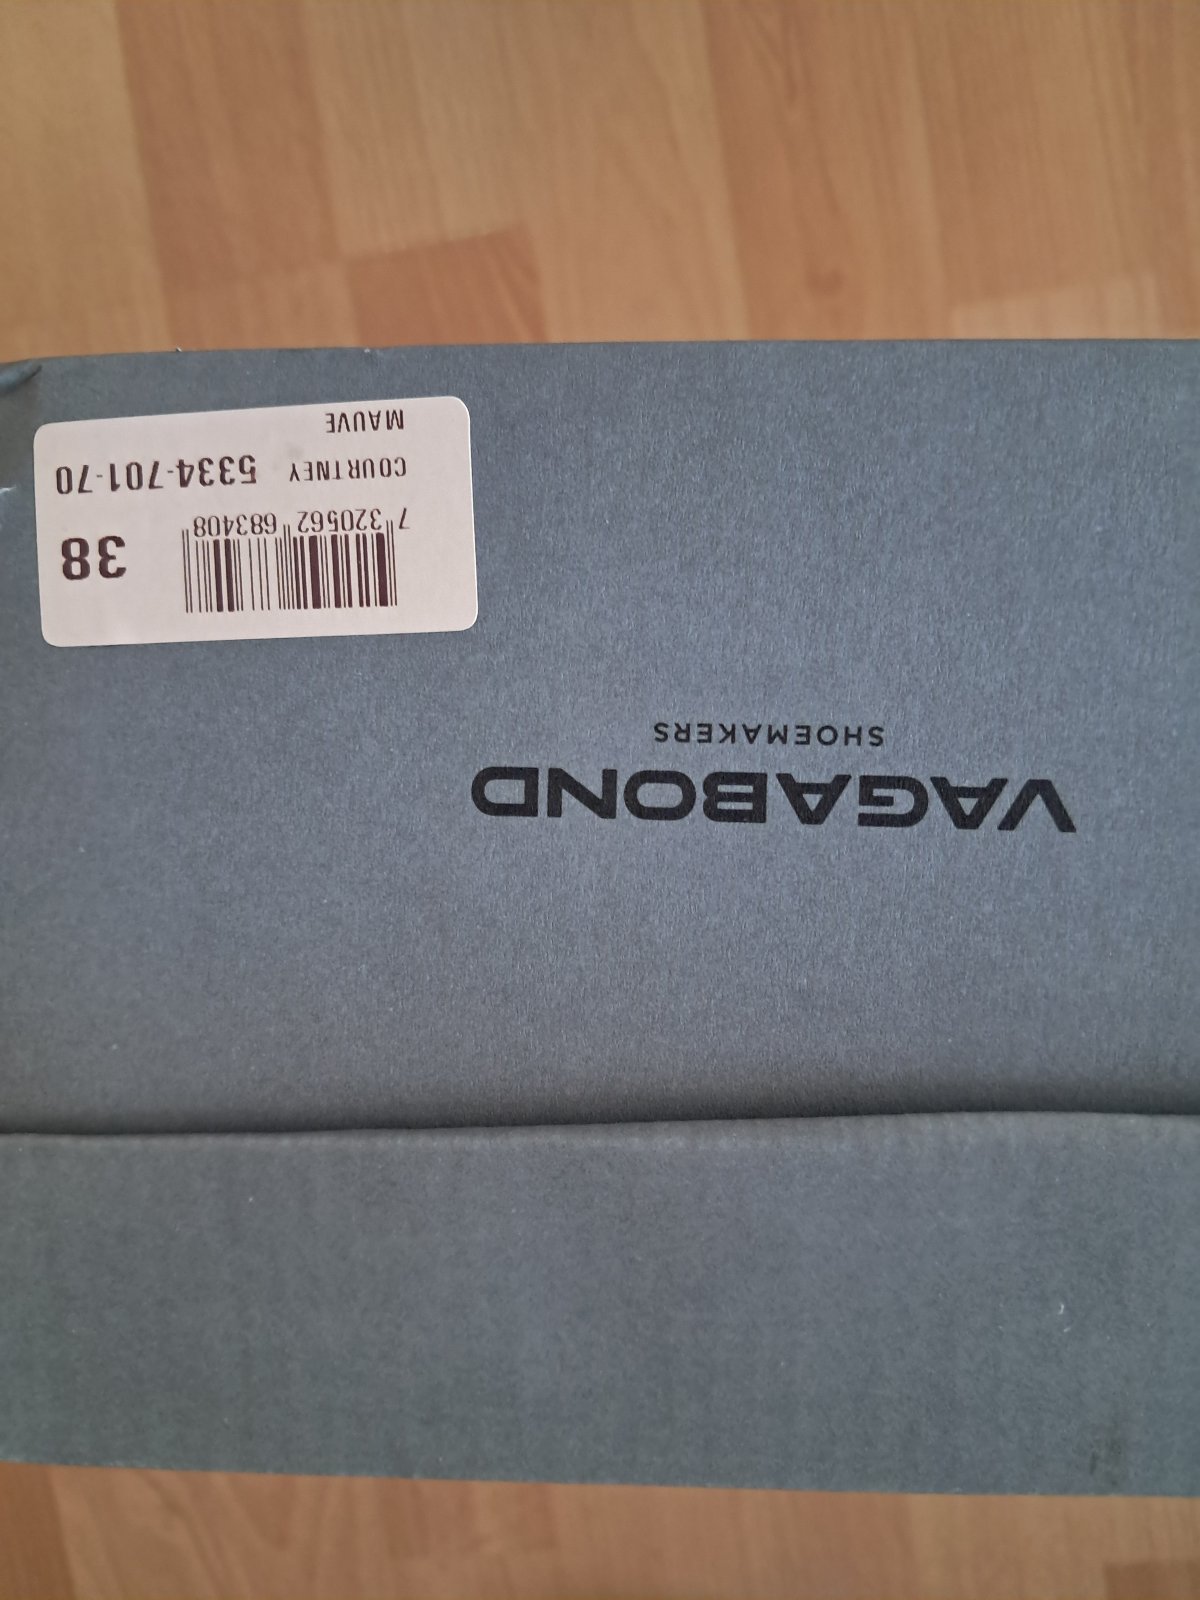 VAGABOND
SHOEMAKERS
38
7 320562 683408
COURTNEY 5334-701-70
MAUVE